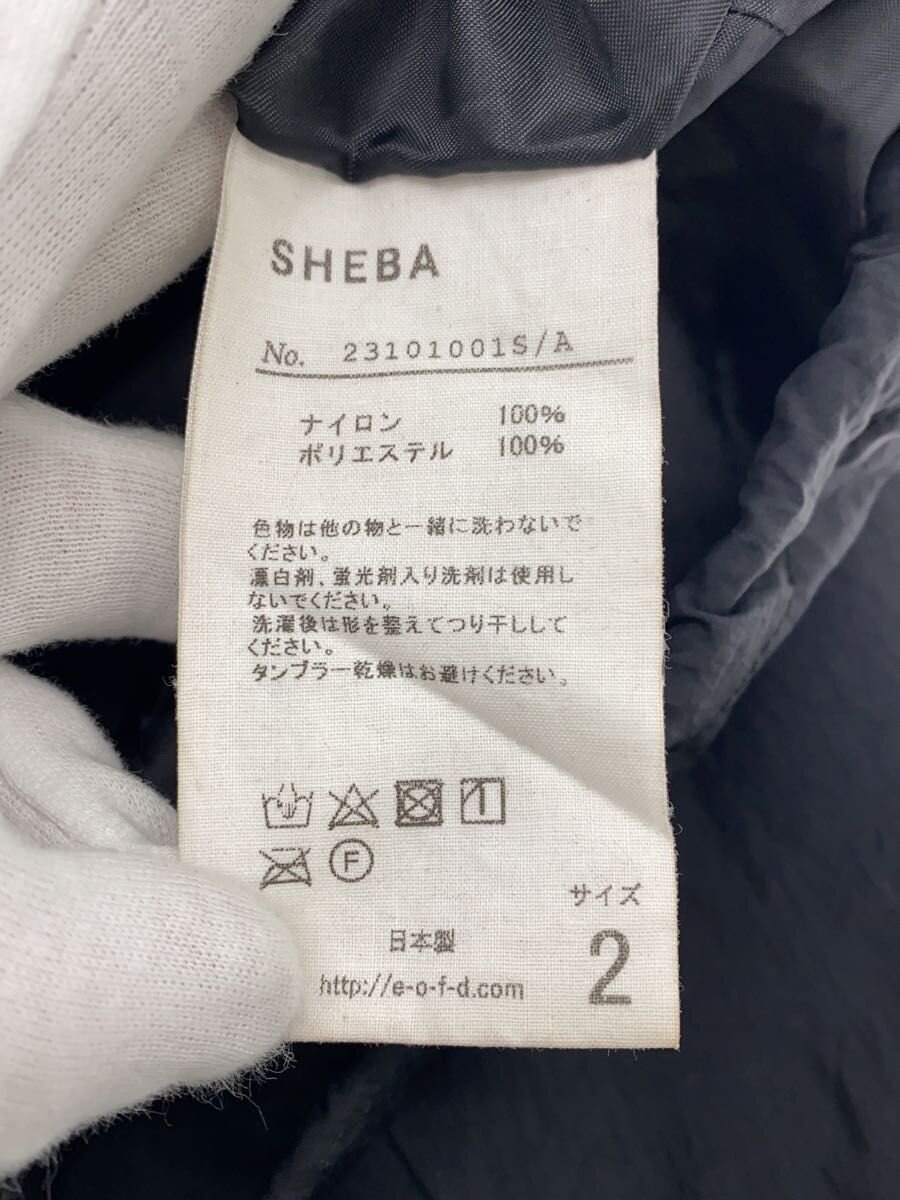 SHEBA
No. 23101001S/A
ナイロン 100%
ポリエステル 100%
色物は他の物と一緒に洗わないで
ください。
漂白剤、蛍光剤入り洗剤は使用し
ないでください。
洗濯後は形を整えてつり干しして
ください。
タンブラー乾燥はお避けください。
F
サイズ
2
日本製
http://e-o-f-d.com